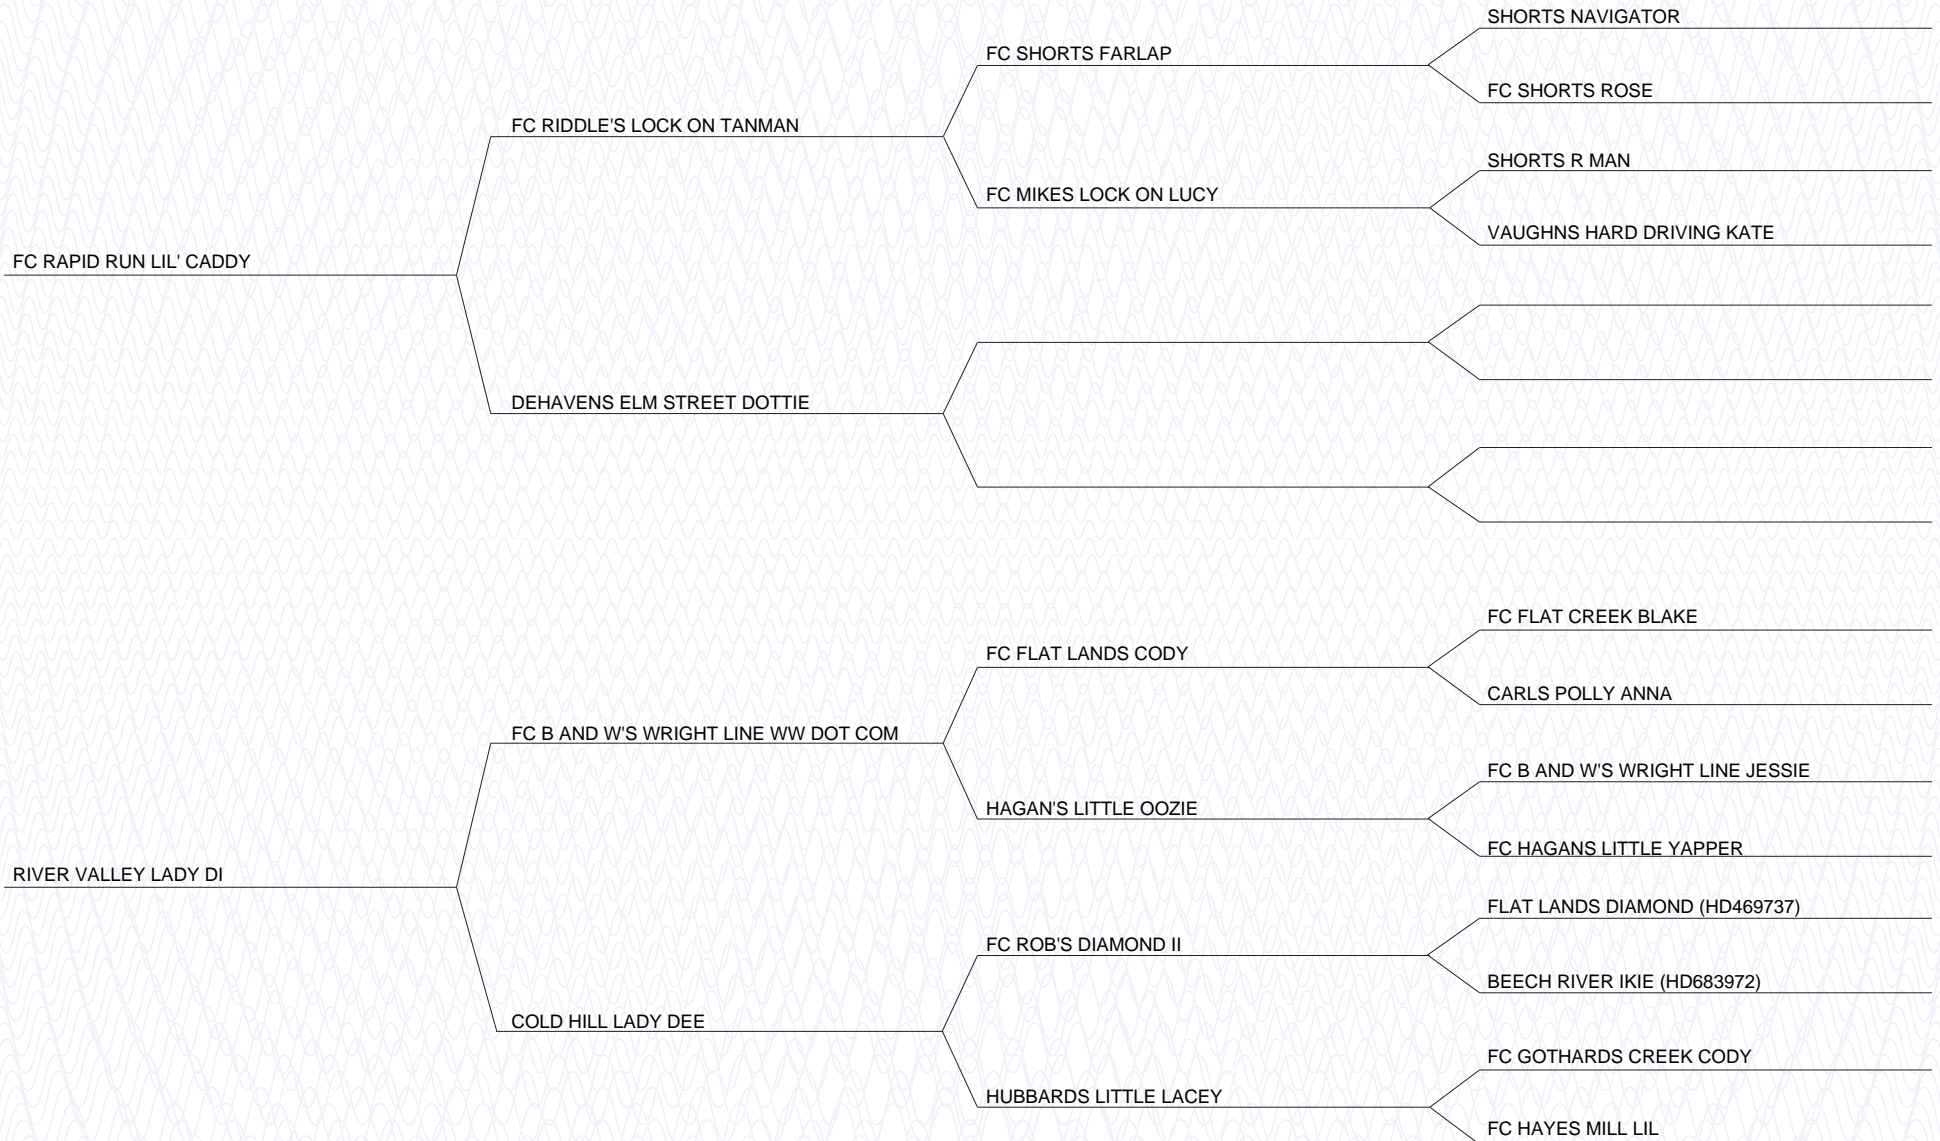 SHORTS NAVIGATOR
FC SHORTS FARLAP
FC SHORTS ROSE
FC RIDDLE'S LOCK ON TANMAN
SHORTS R MAN
FC MIKES LOCK ON LUCY
VAUGHNS HARD DRIVING KATE
FC RAPID RUN LIL' CADDY
DEHAVENS ELM STREET DOTTIE
FC FLAT CREEK BLAKE
FC FLAT LANDS CODY
CARLS POLLY ANNA
FC B AND W'S WRIGHT LINE WW DOT COM
FC B AND W'S WRIGHT LINE JESSIE
HAGAN'S LITTLE OOZIE
FC HAGANS LITTLE YAPPER
RIVER VALLEY LADY DI
FLAT LANDS DIAMOND (HD469737)
FC ROB'S DIAMOND II
BEECH RIVER IKIE (HD683972)
COLD HILL LADY DEE
FC GOTHARDS CREEK CODY
HUBBARDS LITTLE LACEY
FC HAYES MILL LIL